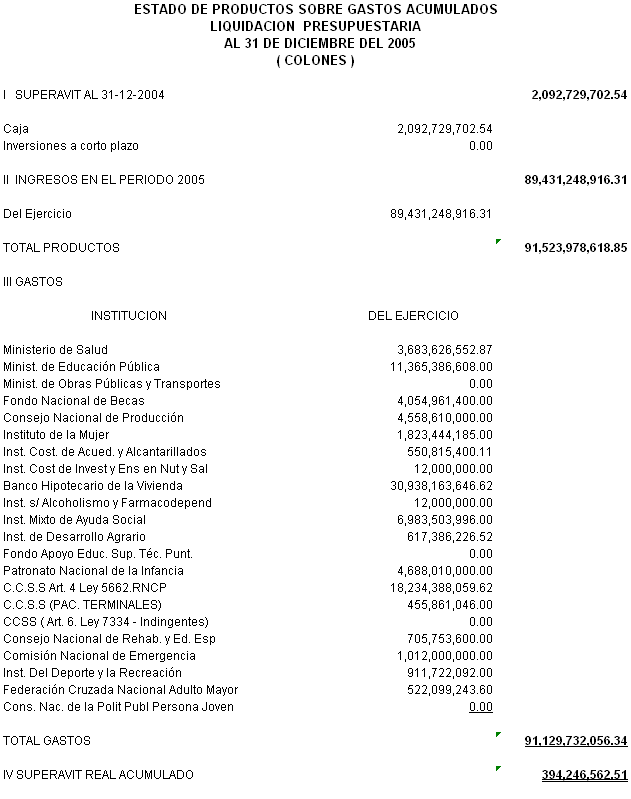 ESTADO DE PRODUCTOS SOBRE GASTOS ACUMULADOS
LIQUIDACION PRESUPUESTARIA
AL 31 DE DICIEMBRE DEL 2005
( COLONES )
I SUPERAVIT AL 31-12-2004 2,092,729,702.54
Caja 2,092,729,702.54
Inversiones a corto plazo 0.00
II INGRESOS EN EL PERIODO 2005 89,431,248,916.31
Del Ejercicio 89,431,248,916.31
TOTAL PRODUCTOS 91,523,978,618.85
III GASTOS
INSTITUCION DEL EJERCICIO
Ministerio de Salud 3,683,626,552.87
Minist. de Educación Pública 11,365,386,608.00
Minist. de Obras Públicas y Transportes 0.00
Fondo Nacional de Becas 4,054,961,400.00
Consejo Nacional de Producción 4,558,610,000.00
Instituto de la Mujer 1,823,444,185.00
Inst. Cost. de Acued. y Alcantarillados 550,815,400.11
Inst. Cost de Invest y Ens en Nut y Sal 12,000,000.00
Banco Hipotecario de la Vivienda 30,938,163,646.62
Inst. s/ Alcoholismo y Farmacodepend 12,000,000.00
Inst. Mixto de Ayuda Social 6,983,503,996.00
Inst. de Desarrollo Agrario 617,386,226.52
Fondo Apoyo Educ. Sup. Téc. Punt. 0.00
Patronato Nacional de la Infancia 4,688,010,000.00
C.C.S.S Art. 4 Ley 5662.RNCP 18,234,388,059.62
C.C.S.S (PAC. TERMINALES) 455,861,046.00
CCSS ( Art. 6. Ley 7334 - Indingentes) 0.00
Consejo Nacional de Rehab. y Ed. Esp 705,753,600.00
Comisión Nacional de Emergencia 1,012,000,000.00
Inst. Del Deporte y la Recreación 911,722,092.00
Federación Cruzada Nacional Adulto Mayor 522,099,243.60
Cons. Nac. de la Polit Publ Persona Joven 0.00
TOTAL GASTOS 91,129,732,056.34
IV SUPERAVIT REAL ACUMULADO 394,246,562.51